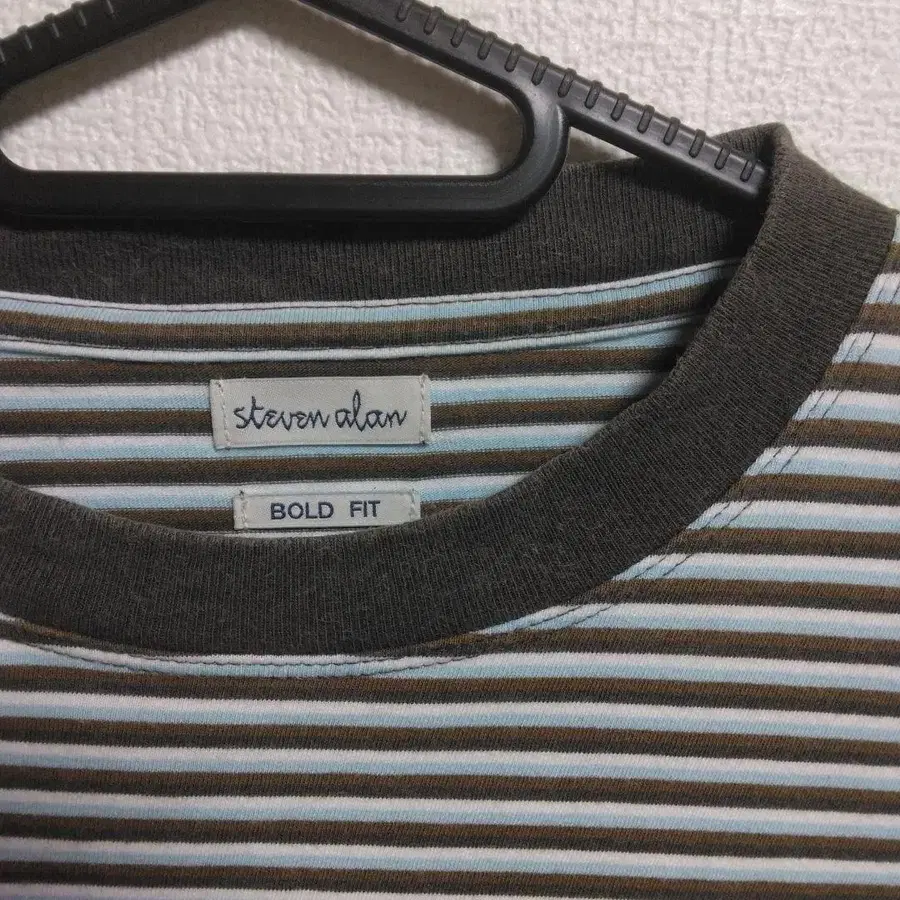 steven alan
BOLD FIT